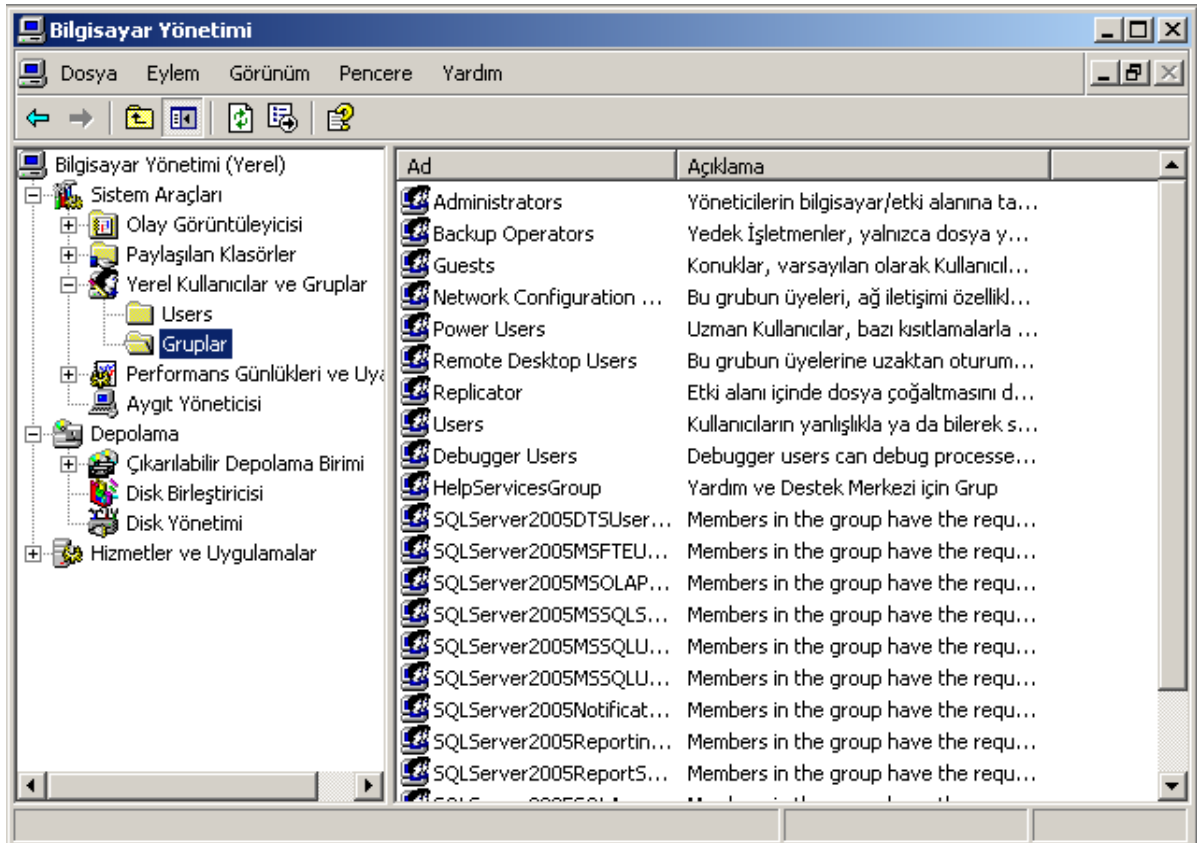 Bilgisayar Yönetimi
Dosya Eylem Görünüm Pencere Yardım
Bilgisayar Yönetimi (Yerel)
Sistem Araçları
Olay Görüntüleyicisi
Paylaşılan Klasörler
Yerel Kullanıcılar ve Gruplar
Users
Gruplar
Performans Günlükleri ve Uya
Aygıt Yöneticisi
Depolama
Çıkarılabilir Depolama Birimi
Disk Birleştiricisi
Disk Yönetimi
Hizmetler ve Uygulamalar
Ad Açıklama
Administrators Yöneticilerin bilgisayar/etki alanına ta...
Backup Operators Yedek İşletmenler, yalnızca dosya y...
Guests Konuklar, varsayılan olarak Kullanıcıl...
Network Configuration ... Bu grubun üyeleri, ağ iletişimi özellikl...
Power Users Uzman Kullanıcılar, bazı kısıtlamalarla ...
Remote Desktop Users Bu grubun üyelerine uzaktan oturum...
Replicator Etki alanı içinde dosya çoğaltmasını d...
Users Kullanıcıların yanlışlıkla ya da bilerek s...
Debugger Users Debugger users can debug processe...
HelpServicesGroup Yardım ve Destek Merkezi için Grup
SQLServer2005DTSUser... Members in the group have the requ...
SQLServer2005MSFTEU... Members in the group have the requ...
SQLServer2005MSOLAP... Members in the group have the requ...
SQLServer2005MSSQLS... Members in the group have the requ...
SQLServer2005MSSQLU... Members in the group have the requ...
SQLServer2005MSSQLU... Members in the group have the requ...
SQLServer2005Notificat... Members in the group have the requ...
SQLServer2005Reportin... Members in the group have the requ...
SQLServer2005ReportS... Members in the group have the requ...